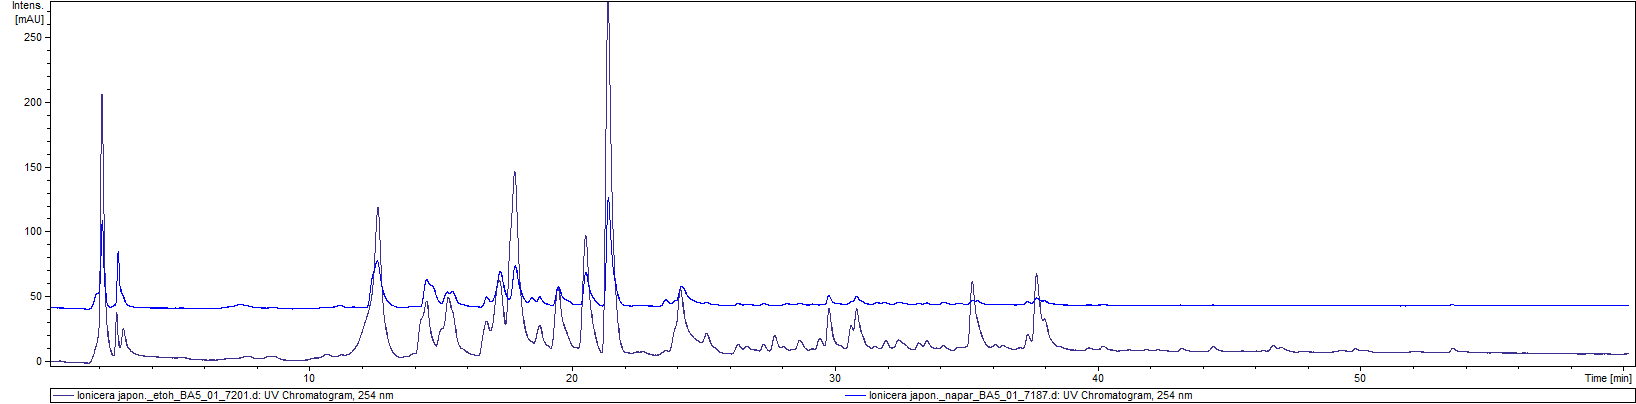 Intens.
[mAU]
250
200
150
100
50
0
10 20 30 40 50 Time [min]
lonicera japon._etoh_BA5_01_7201.d: UV Chromatogram, 254 nm lonicera japon._napar_BA5_01_7187.d: UV Chromatogram, 254 nm